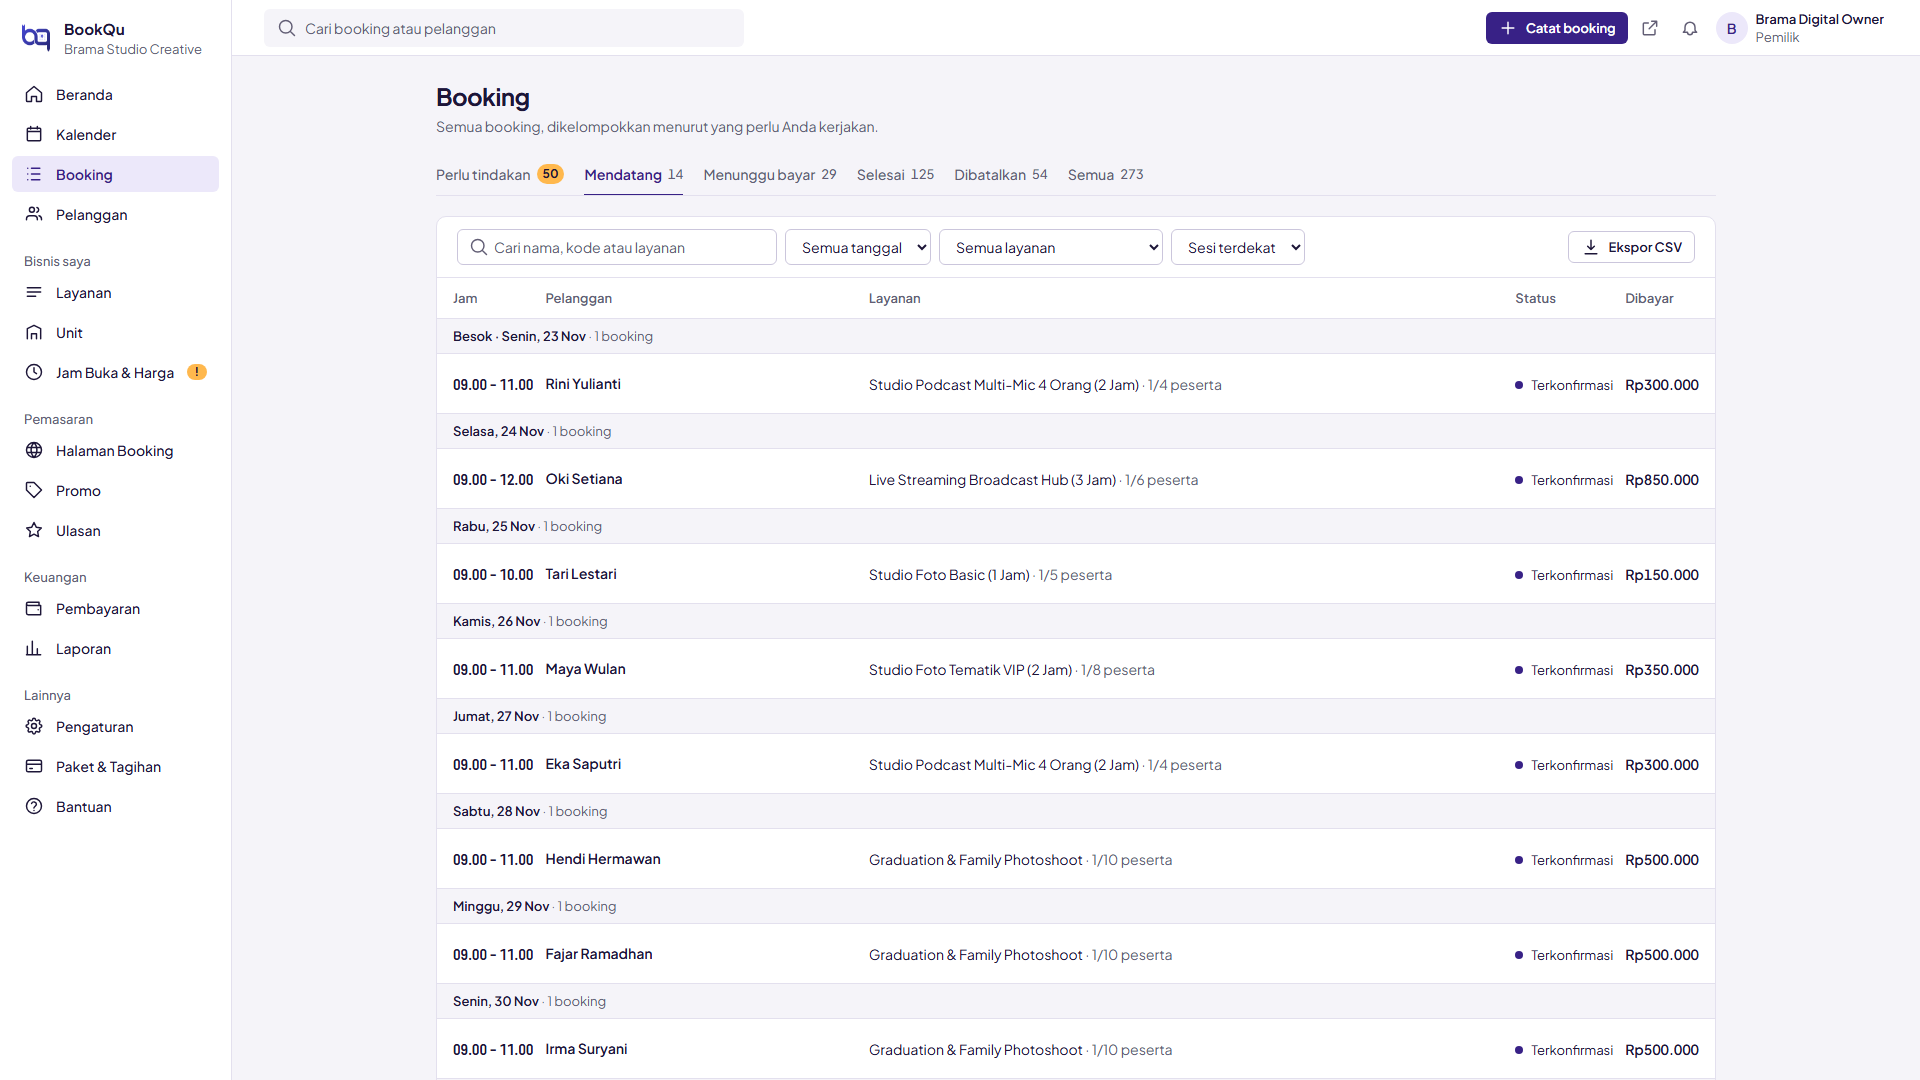 BookQu
Brama Studio Creative
Cari booking atau pelanggan
Catat booking
B
Brama Digital Owner
Pemilik
Beranda
Kalender
Booking
Pelanggan
Bisnis saya
Layanan
Unit
Jam Buka & Harga !
Pemasaran
Halaman Booking
Promo
Ulasan
Keuangan
Pembayaran
Laporan
Lainnya
Pengaturan
Paket & Tagihan
Bantuan
Booking
Semua booking, dikelompokkan menurut yang perlu Anda kerjakan.
Perlu tindakan 50 Mendatang 14 Menunggu bayar 29 Selesai 125 Dibatalkan 54 Semua 273
Cari nama, kode atau layanan Semua tanggal Semua layanan Sesi terdekat Ekspor CSV
Jam Pelanggan Layanan Status Dibayar
Besok · Senin, 23 Nov · 1 booking
09.00 - 11.00 Rini Yulianti Studio Podcast Multi-Mic 4 Orang (2 Jam) · 1/4 peserta Terkonfirmasi Rp300.000
Selasa, 24 Nov · 1 booking
09.00 - 12.00 Oki Setiana Live Streaming Broadcast Hub (3 Jam) · 1/6 peserta Terkonfirmasi Rp850.000
Rabu, 25 Nov · 1 booking
09.00 - 10.00 Tari Lestari Studio Foto Basic (1 Jam) · 1/5 peserta Terkonfirmasi Rp150.000
Kamis, 26 Nov · 1 booking
09.00 - 11.00 Maya Wulan Studio Foto Tematik VIP (2 Jam) · 1/8 peserta Terkonfirmasi Rp350.000
Jumat, 27 Nov · 1 booking
09.00 - 11.00 Eka Saputri Studio Podcast Multi-Mic 4 Orang (2 Jam) · 1/4 peserta Terkonfirmasi Rp300.000
Sabtu, 28 Nov · 1 booking
09.00 - 11.00 Hendi Hermawan Graduation & Family Photoshoot · 1/10 peserta Terkonfirmasi Rp500.000
Minggu, 29 Nov · 1 booking
09.00 - 11.00 Fajar Ramadhan Graduation & Family Photoshoot · 1/10 peserta Terkonfirmasi Rp500.000
Senin, 30 Nov · 1 booking
09.00 - 11.00 Irma Suryani Graduation & Family Photoshoot · 1/10 peserta Terkonfirmasi Rp500.000